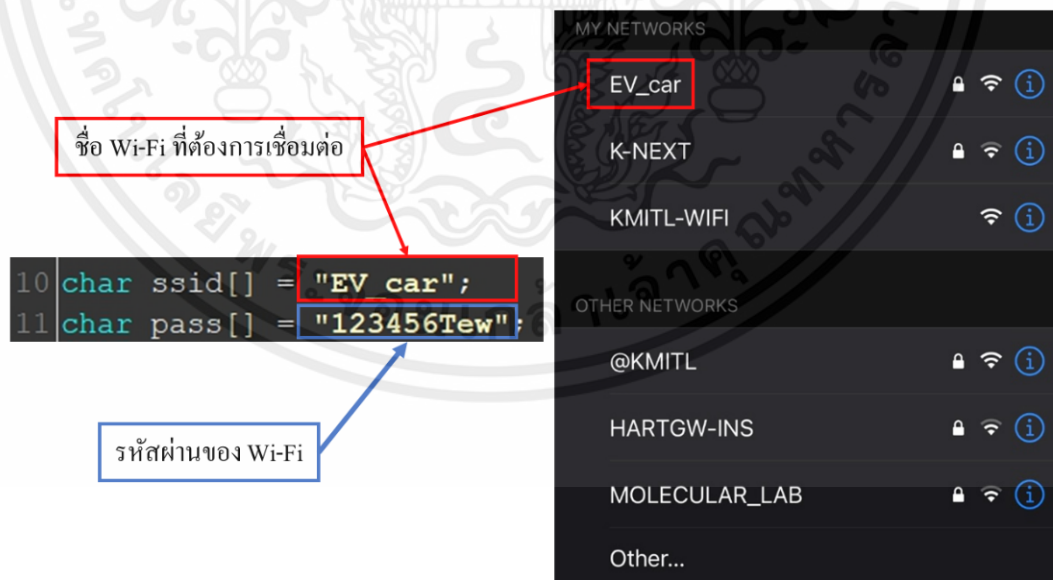 ชื่อ Wi-Fi ที่ต้องการเชื่อมต่อ
10 char ssid[] = "EV_car";
11 char pass[] = "123456Tew";
รหัสผ่านของ Wi-Fi
MY NETWORKS
EV_car
K-NEXT
KMITL-WIFI
OTHER NETWORKS
@KMITL
HARTGW-INS
MOLECULAR_LAB
Other...